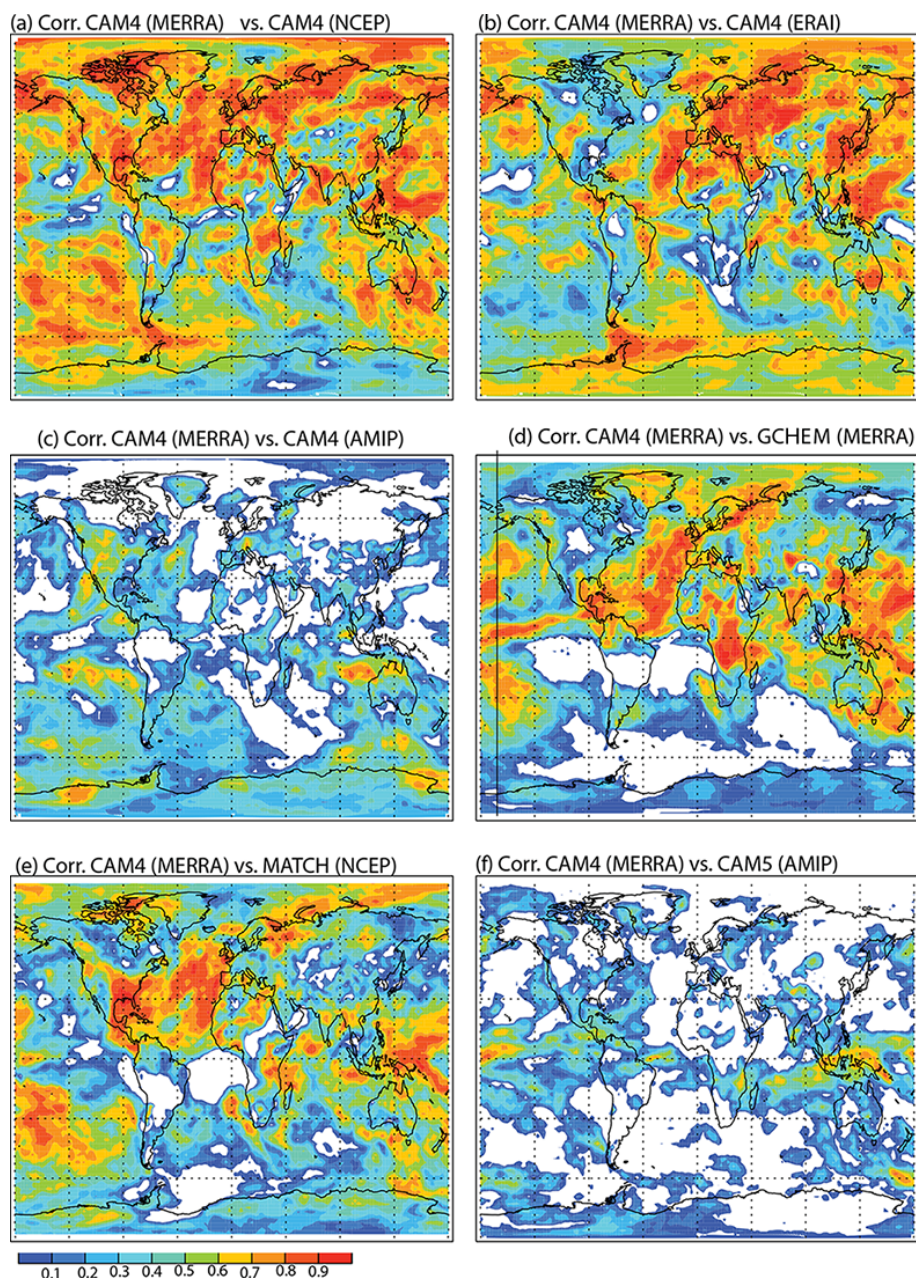 (a) Corr. CAM4 (MERRA) vs. CAM4 (NCEP)
(b) Corr. CAM4 (MERRA) vs CAM4 (ERAI)
(c) Corr. CAM4 (MERRA) vs. CAM4 (AMIP)
(d) Corr. CAM4 (MERRA) vs. GCHEM (MERRA)
(e) Corr. CAM4 (MERRA) vs. MATCH (NCEP)
(f) Corr. CAM4 (MERRA) vs. CAM5 (AMIP)
0.1 0.2 0.3 0.4 0.5 0.6 0.7 0.8 0.9